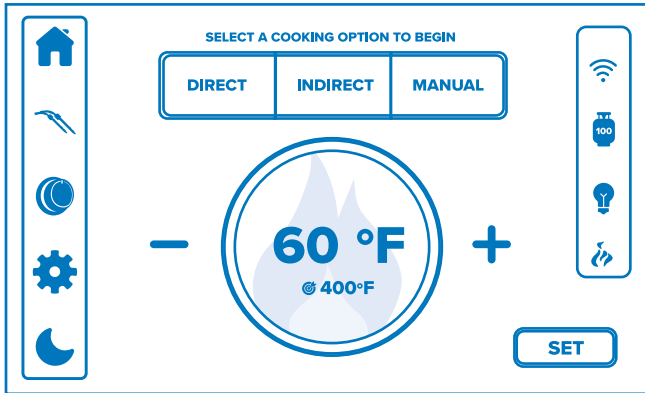 SELECT A COOKING OPTION TO BEGIN
DIRECT INDIRECT MANUAL
100
60 °F
400°F
SET